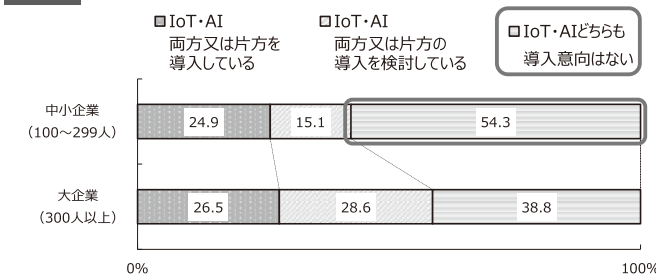 IoT・AI
両方又は片方を
導入している
IoT・AI
両方又は片方の
導入を検討している
IoT・AIどちらも
導入意向はない
中小企業
（100～299人）
24.9
15.1
54.3
大企業
（300人以上）
26.5
28.6
38.8
0%
100%